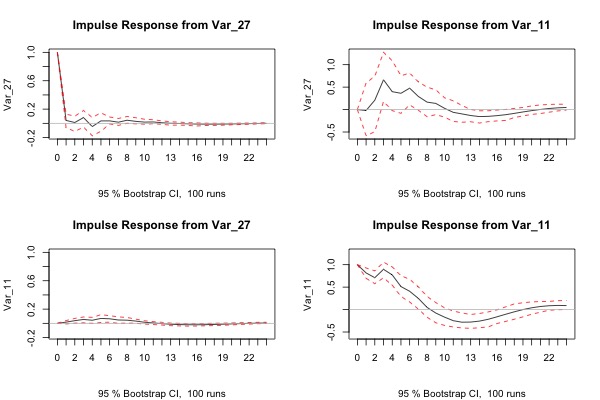 Impulse Response from Var_27
Var_27
-0.2 0.2 0.6 1.0
0 2 4 6 8 10 13 16 19 22
95 % Bootstrap CI, 100 runs
Impulse Response from Var_11
Var_27
-0.5 0.0 0.5 1.0
0 2 4 6 8 10 13 16 19 22
95 % Bootstrap CI, 100 runs
Impulse Response from Var_27
Var_11
-0.2 0.2 0.6 1.0
0 2 4 6 8 10 13 16 19 22
95 % Bootstrap CI, 100 runs
Impulse Response from Var_11
Var_11
-0.5 0.0 0.5 1.0
0 2 4 6 8 10 13 16 19 22
95 % Bootstrap CI, 100 runs